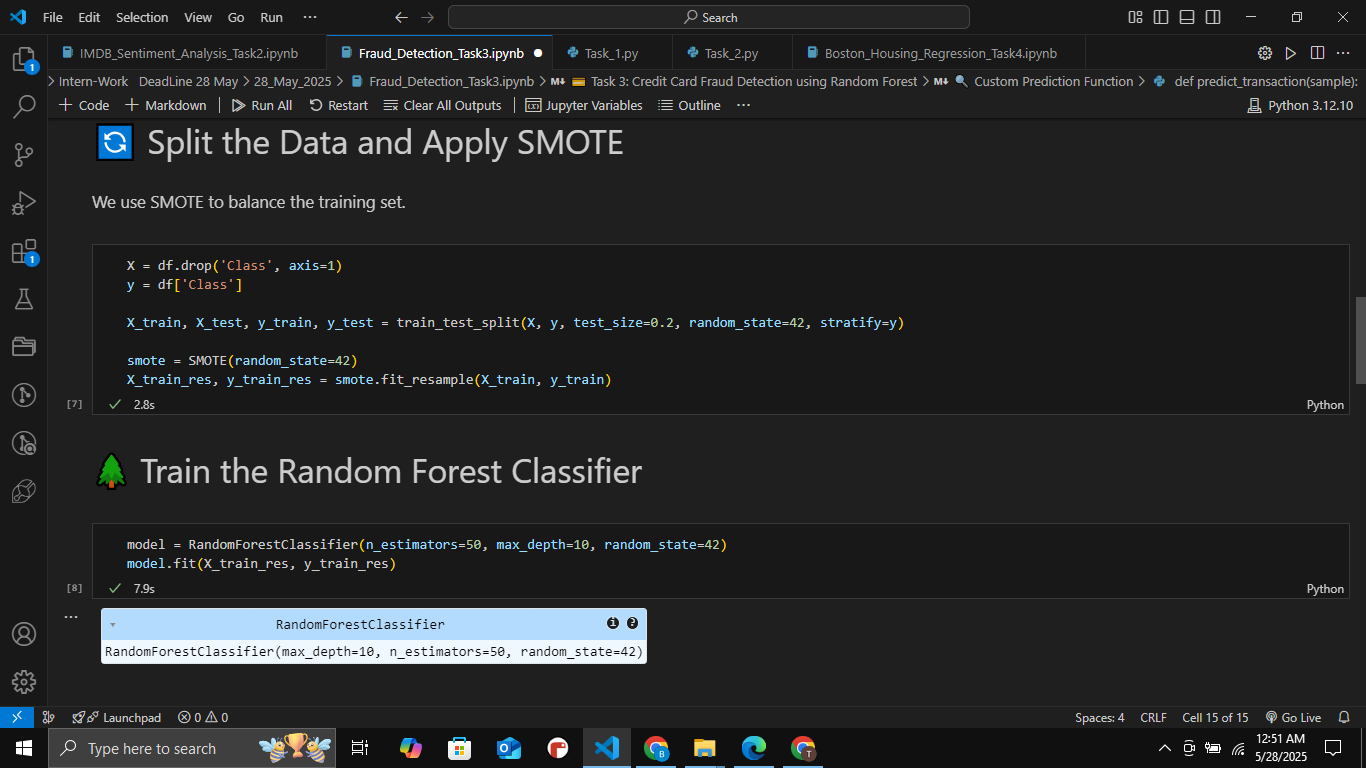 File Edit Selection View Go Run ···
Search
IMDB_Sentiment_Analysis_Task2.ipynb
Fraud_Detection_Task3.ipynb
Task_1.py
Task_2.py
Boston_Housing_Regression_Task4.ipynb
Intern-Work DeadLine 28 May > 28_May_2025 > Fraud_Detection_Task3.ipynb > M↓ Task 3: Credit Card Fraud Detection using Random Forest > M↓ Custom Prediction Function > def predict_transaction(sample):
+ Code + Markdown Run All Restart Clear All Outputs Jupyter Variables Outline ··· Python 3.12.10
Split the Data and Apply SMOTE
We use SMOTE to balance the training set.
X = df.drop('Class', axis=1)
y = df['Class']
X_train, X_test, y_train, y_test = train_test_split(X, y, test_size=0.2, random_state=42, stratify=y)
smote = SMOTE(random_state=42)
X_train_res, y_train_res = smote.fit_resample(X_train, y_train)
[7] 2.8s Python
Train the Random Forest Classifier
model = RandomForestClassifier(n_estimators=50, max_depth=10, random_state=42)
model.fit(X_train_res, y_train_res)
[8] 7.9s Python
RandomForestClassifier i ?
RandomForestClassifier(max_depth=10, n_estimators=50, random_state=42)
1
1
Launchpad 0 0 Spaces: 4 CRLF Cell 15 of 15 Go Live
Type here to search
B
T
12:51 AM
5/28/2025